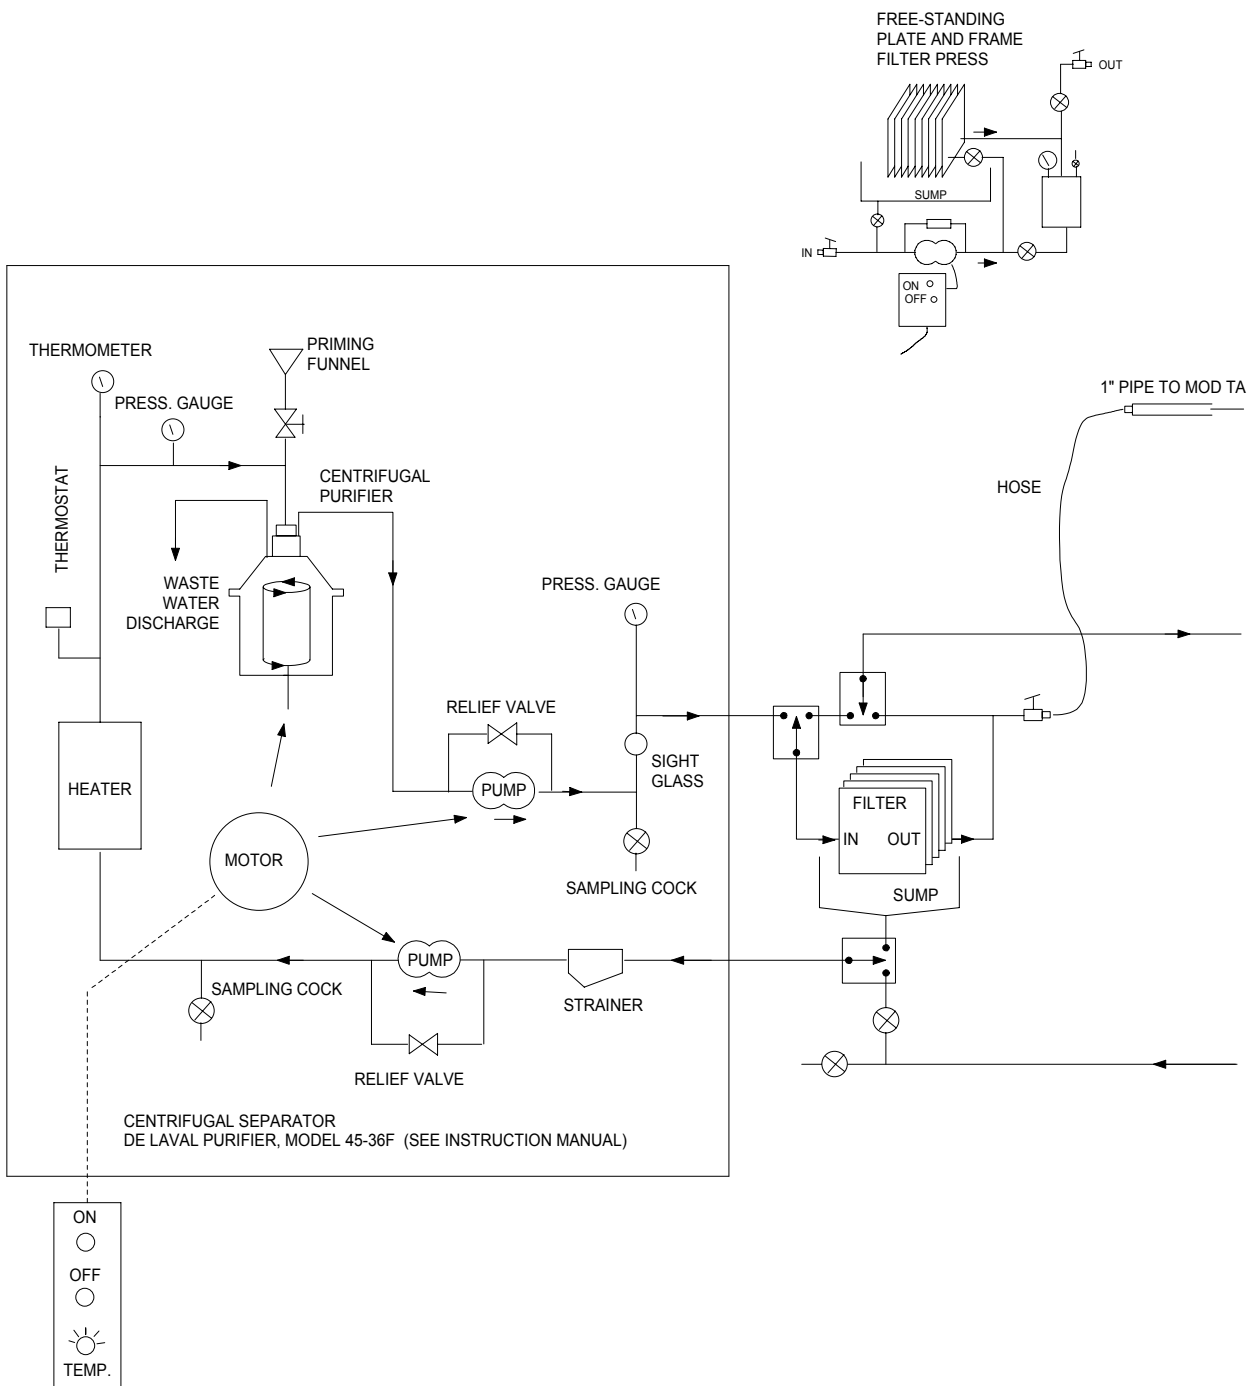 FREE-STANDING
PLATE AND FRAME
FILTER PRESS
OUT
SUMP
IN
ON
OFF
THERMOMETER
PRIMING
FUNNEL
PRESS. GAUGE
1" PIPE TO MOD TA
THERMOSTAT
CENTRIFUGAL
PURIFIER
HOSE
WASTE
WATER
DISCHARGE
PRESS. GAUGE
RELIEF VALVE
SIGHT
GLASS
HEATER
PUMP
FILTER
IN OUT
MOTOR
SAMPLING COCK
SUMP
PUMP
SAMPLING COCK
STRAINER
RELIEF VALVE
CENTRIFUGAL SEPARATOR
DE LAVAL PURIFIER, MODEL 45-36F (SEE INSTRUCTION MANUAL)
ON
OFF
TEMP.